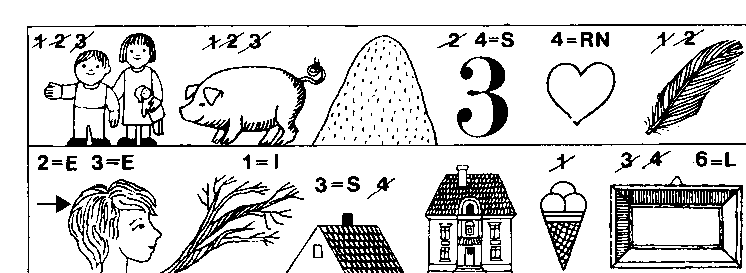 1 2 3 1 2 3 2 4=S 4=RN 1 2
3
2=E 3=E 1=I 3=S 4 1 3 4 6=L